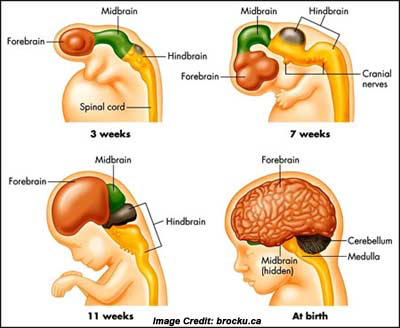 Midbrain
Forebrain
Hindbrain
Spinal cord
3 weeks
Midbrain
Hindbrain
Forebrain
Cranial
nerves
7 weeks
Forebrain
Midbrain
Hindbrain
11 weeks
Forebrain
Cerebellum
Midbrain
(hidden)
Medulla
At birth
Image Credit: brocku.ca